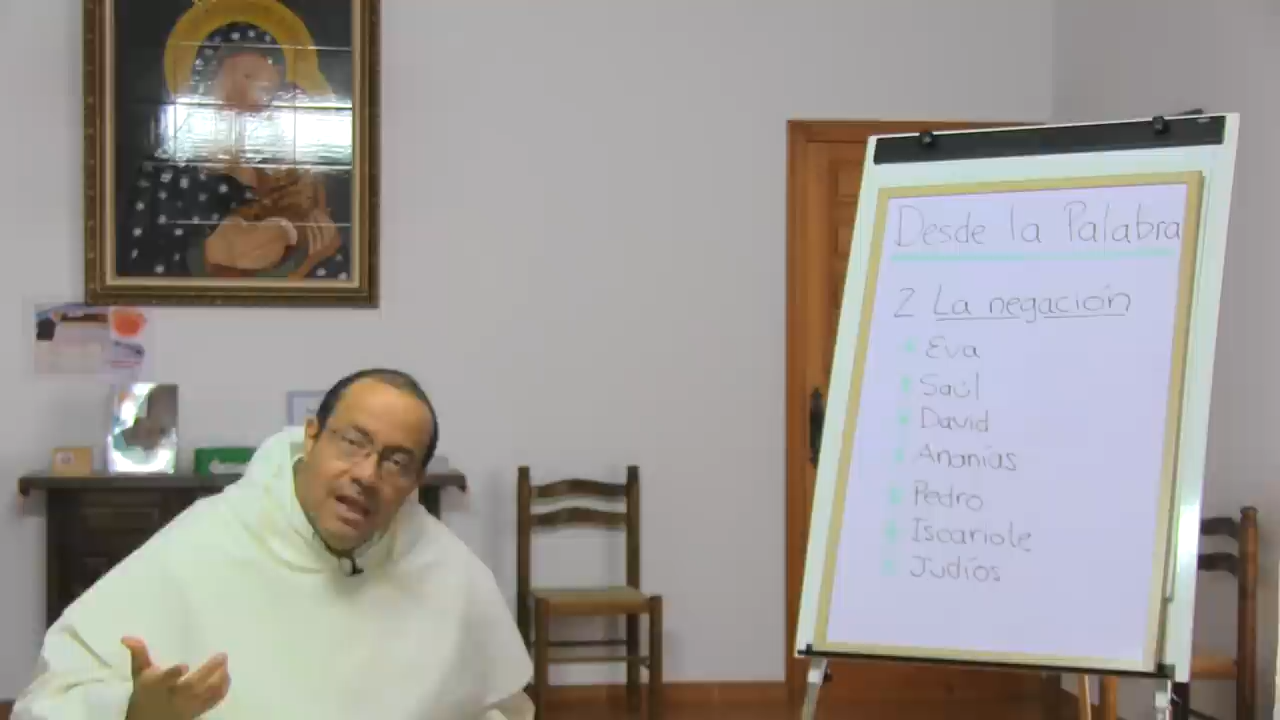 Desde la Palabra
2 La negación
Eva
Saúl
David
Ananías
Pedro
Iscariote
Judíos